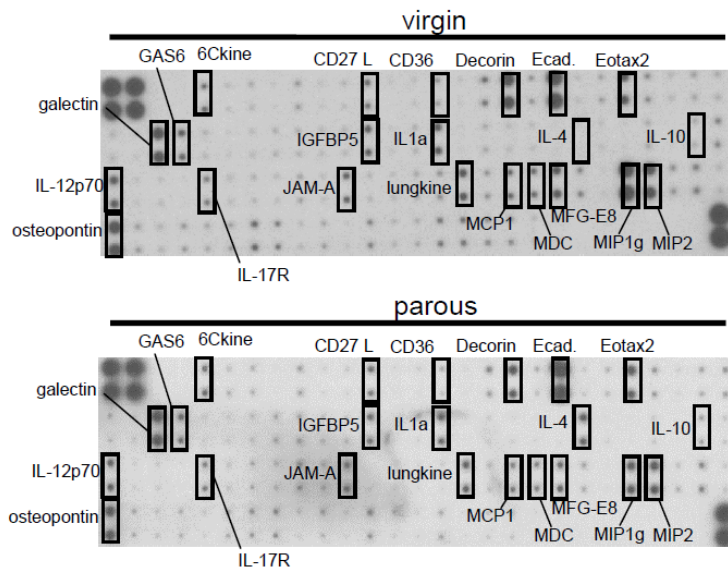 virgin
GAS6 6Ckine CD27 L CD36 Decorin Ecad. Eotax2
galectin
IGFBP5 IL1a IL-4 IL-10
IL-12p70 JAM-A lungkine
MCP1 MFG-E8
osteopontin MDC MIP1g MIP2
IL-17R
parous
GAS6 6Ckine CD27 L CD36 Decorin Ecad. Eotax2
galectin
IGFBP5 IL1a IL-4 IL-10
IL-12p70 JAM-A lungkine
MCP1 MFG-E8
osteopontin MDC MIP1g MIP2
IL-17R